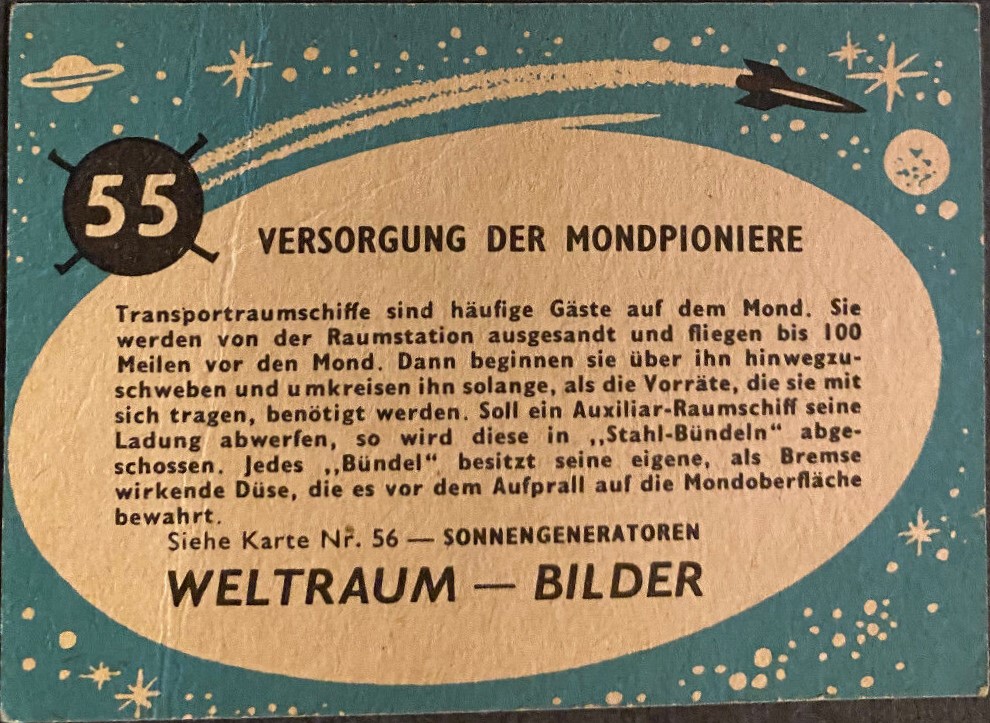 55
VERSORGUNG DER MONDPIONIERE
Transportraumschiffe sind häufige Gäste auf dem Mond. Sie
werden von der Raumstation ausgesandt und fliegen bis 100
Meilen vor den Mond. Dann beginnen sie über ihn hinwegzu-
schweben und umkreisen ihn solange, als die Vorräte, die sie mit
sich tragen, benötigt werden. Soll ein Auxiliar-Raumschiff seine
Ladung abwerfen, so wird diese in „Stahl-Bündeln“ abge-
schossen. Jedes „Bündel“ besitzt seine eigene, als Bremse
wirkende Düse, die es vor dem Aufprall auf die Mondoberfläche
bewahrt.
Siehe Karte Nr. 56 — SONNENGENERATOREN
WELTRAUM — BILDER